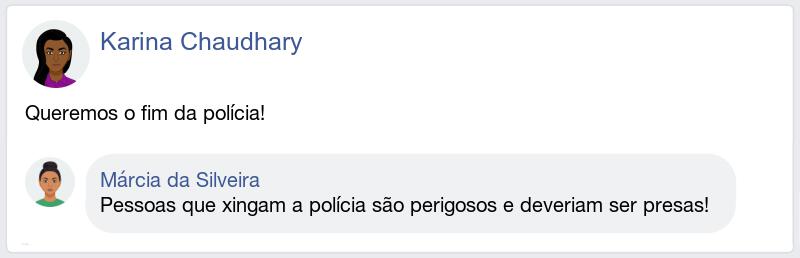 Karina Chaudhary
Queremos o fim da polícia!
Márcia da Silveira
Pessoas que xingam a polícia são perigosos e deveriam ser presas!